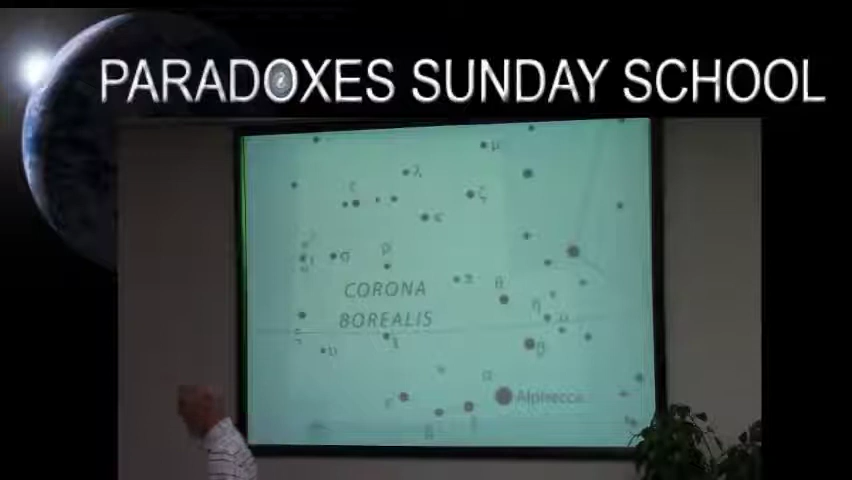 PARADOXES SUNDAY SCHOOL
μ
λ
ζ
κ
σ
ρ
π
θ
CORONA
BOREALIS
η
υ
β
α
Alphecca
ε
δ